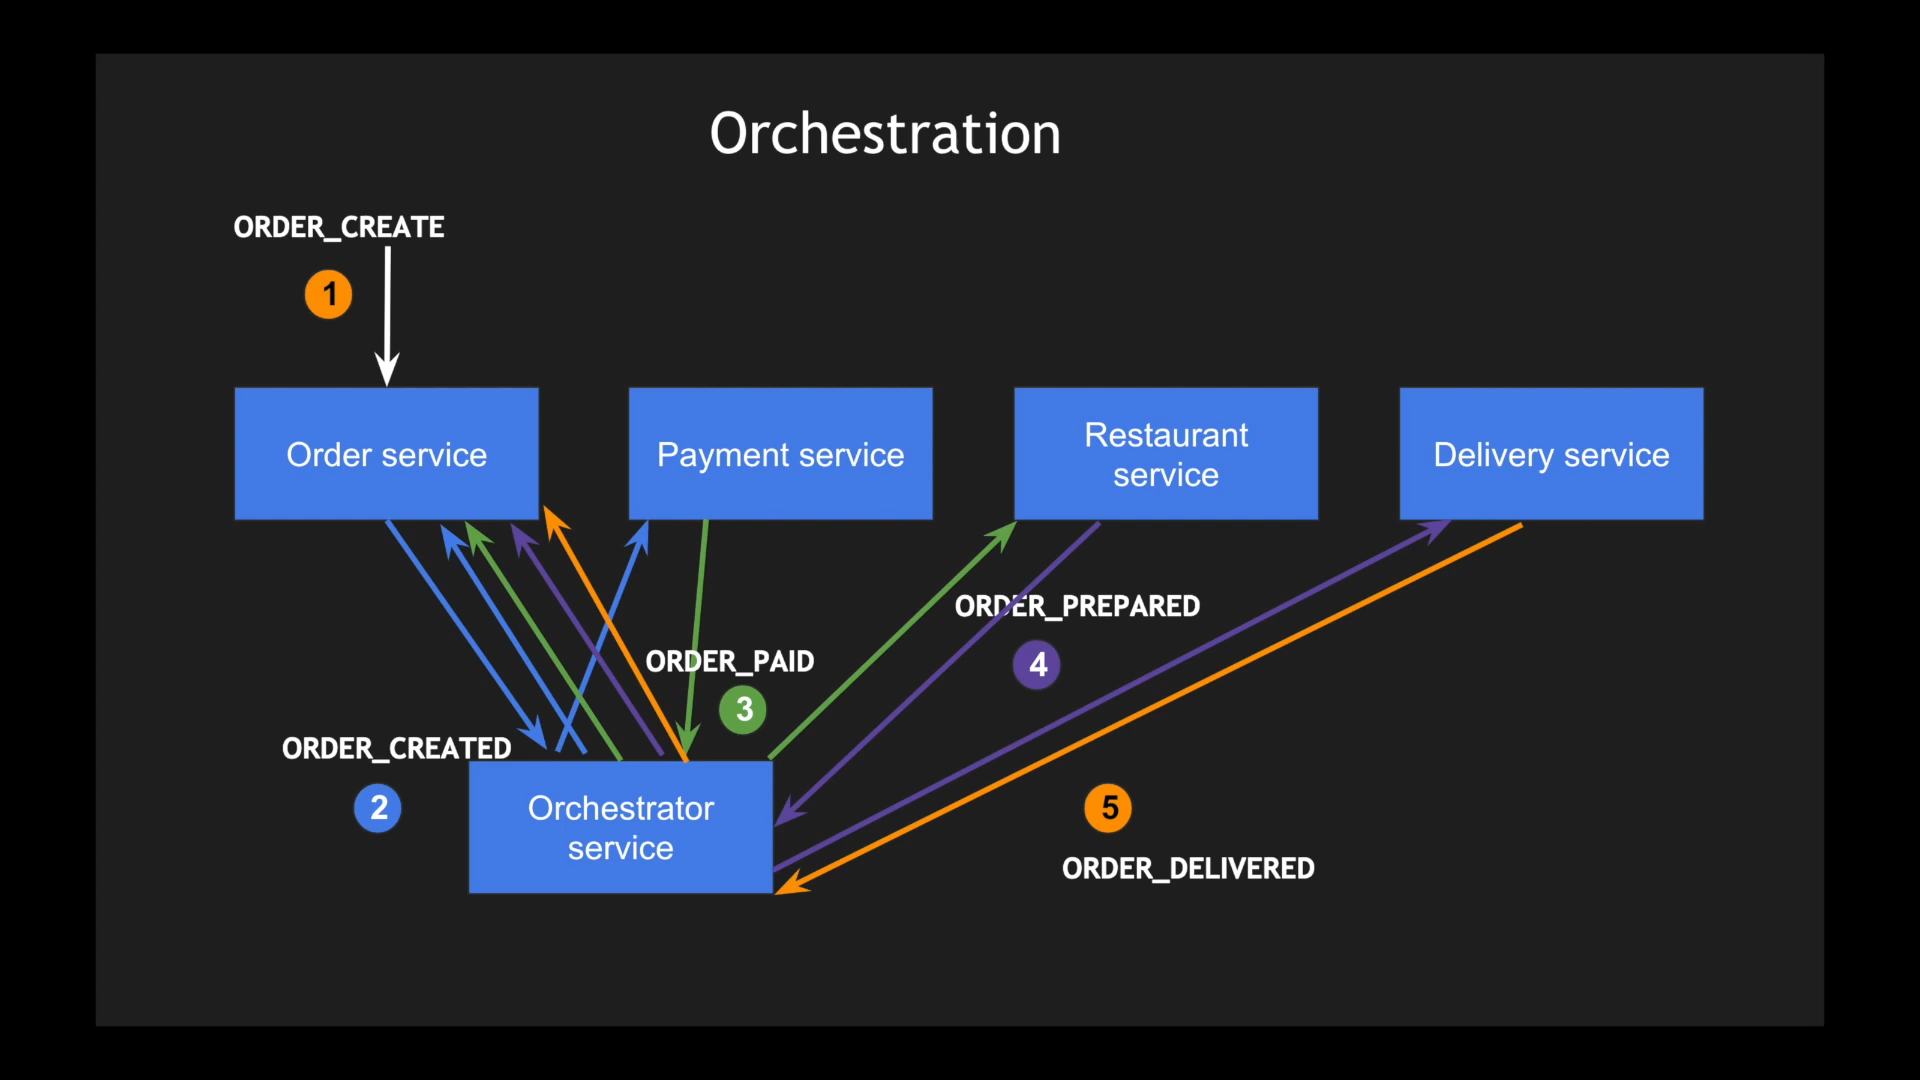 Orchestration
ORDER_CREATE
1
Order service
Payment service
Restaurant
service
Delivery service
ORDER_PREPARED
4
ORDER_PAID
3
ORDER_CREATED
2
Orchestrator
service
5
ORDER_DELIVERED